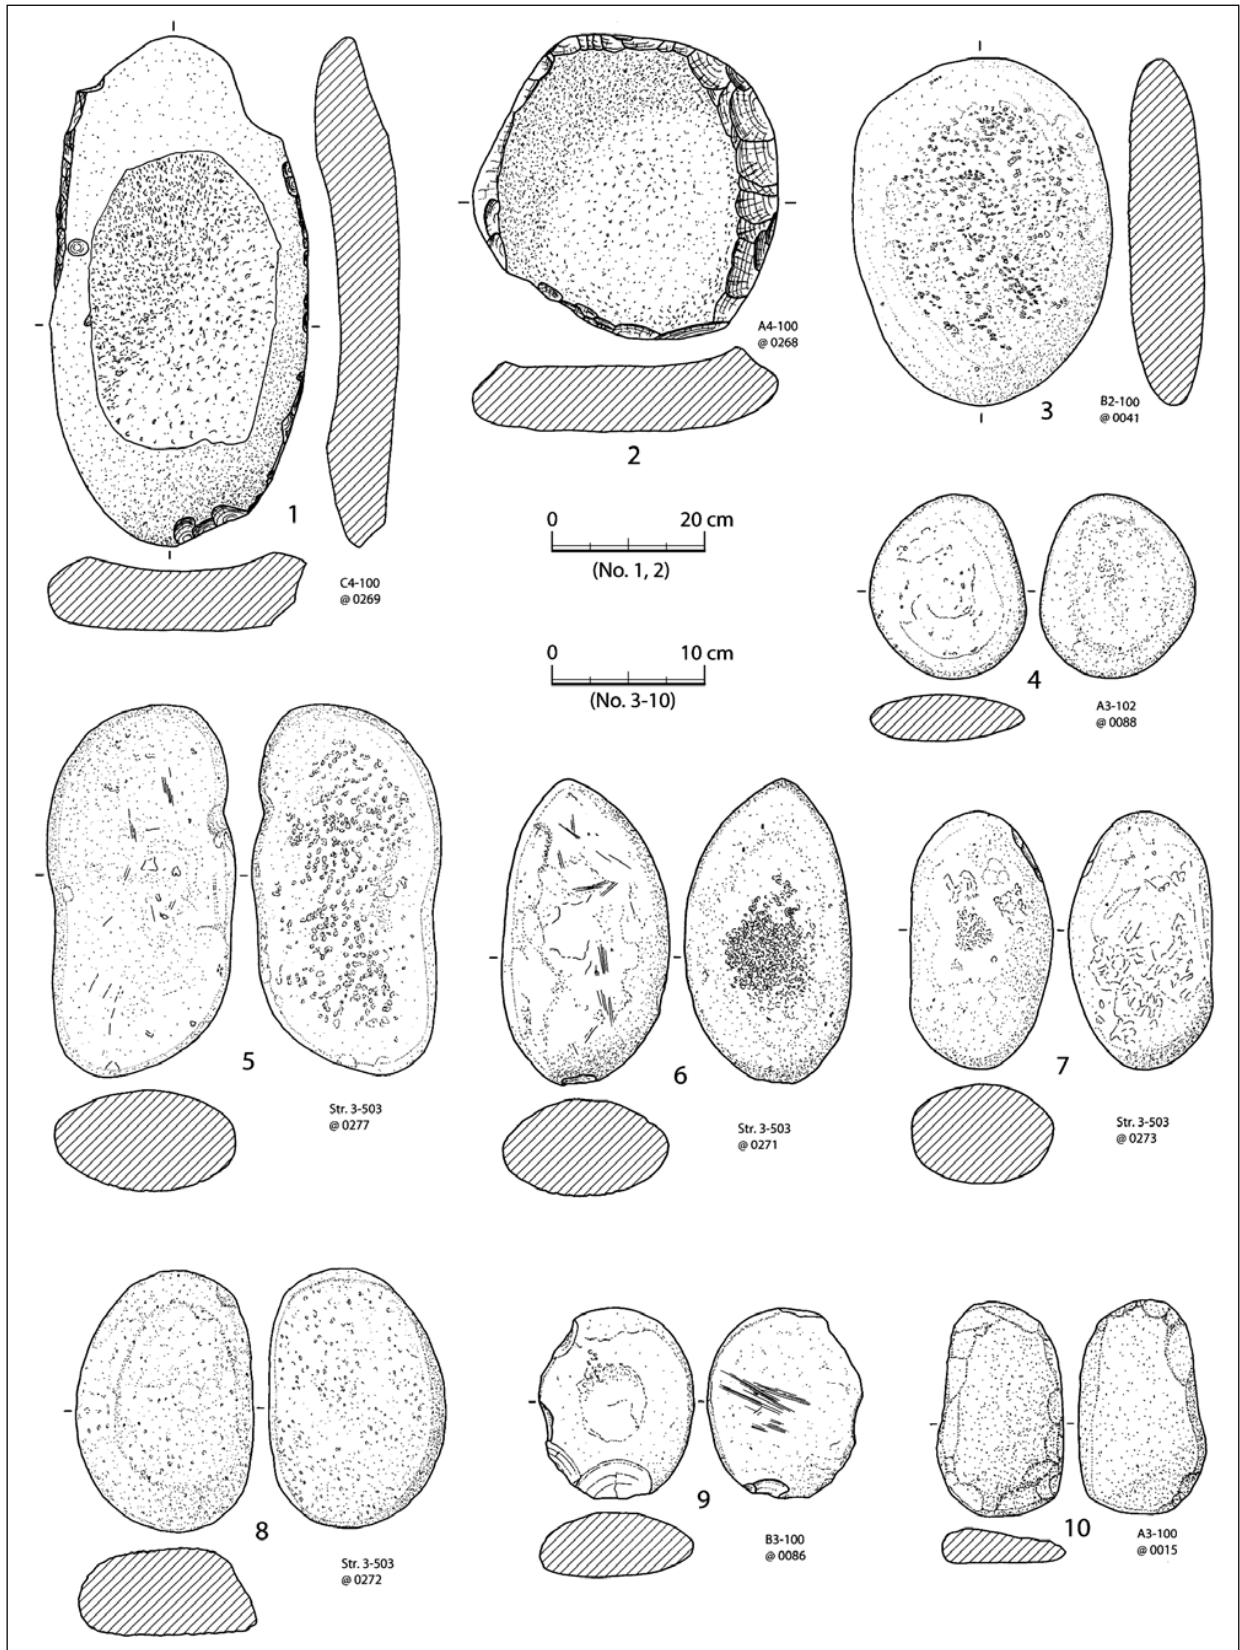 1
C4-100
@ 0269
2
A4-100
@ 0268
3
B2-100
@ 0041
0 20 cm
(No. 1, 2)
0 10 cm
(No. 3-10)
4
A3-102
@ 0088
5
Str. 3-503
@ 0277
6
Str. 3-503
@ 0271
7
Str. 3-503
@ 0273
8
Str. 3-503
@ 0272
9
B3-100
@ 0086
10
A3-100
@ 0015